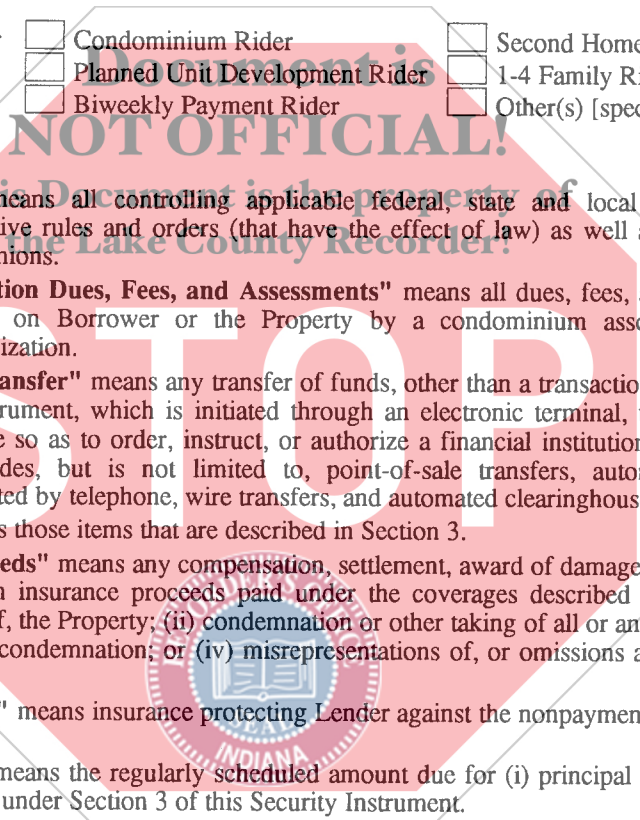 Condominium Rider Second Home
Planned Unit Development Rider 1-4 Family Ri
Biweekly Payment Rider Other(s) [spec
Document is
NOT OFFICIAL!
is Document is the property of
the Lake County Recorder!
STOP
means all controlling applicable federal, state and local
ive rules and orders (that have the effect of law) as well a
nions.
tion Dues, Fees, and Assessments" means all dues, fees,
on Borrower or the Property by a condominium asso
ization.
ansfer" means any transfer of funds, other than a transactio
trument, which is initiated through an electronic terminal,
e so as to order, instruct, or authorize a financial institution
des, but is not limited to, point-of-sale transfers, auto
ted by telephone, wire transfers, and automated clearinghous
s those items that are described in Section 3.
eeds" means any compensation, settlement, award of damage
n insurance proceeds paid under the coverages described
f, the Property; (ii) condemnation or other taking of all or an
condemnation; or (iv) misrepresentations of, or omissions a
RECORDER'S OFFICE
SEAL
INDIANA
" means insurance protecting Lender against the nonpaymen
means the regularly scheduled amount due for (i) principal
under Section 3 of this Security Instrument.